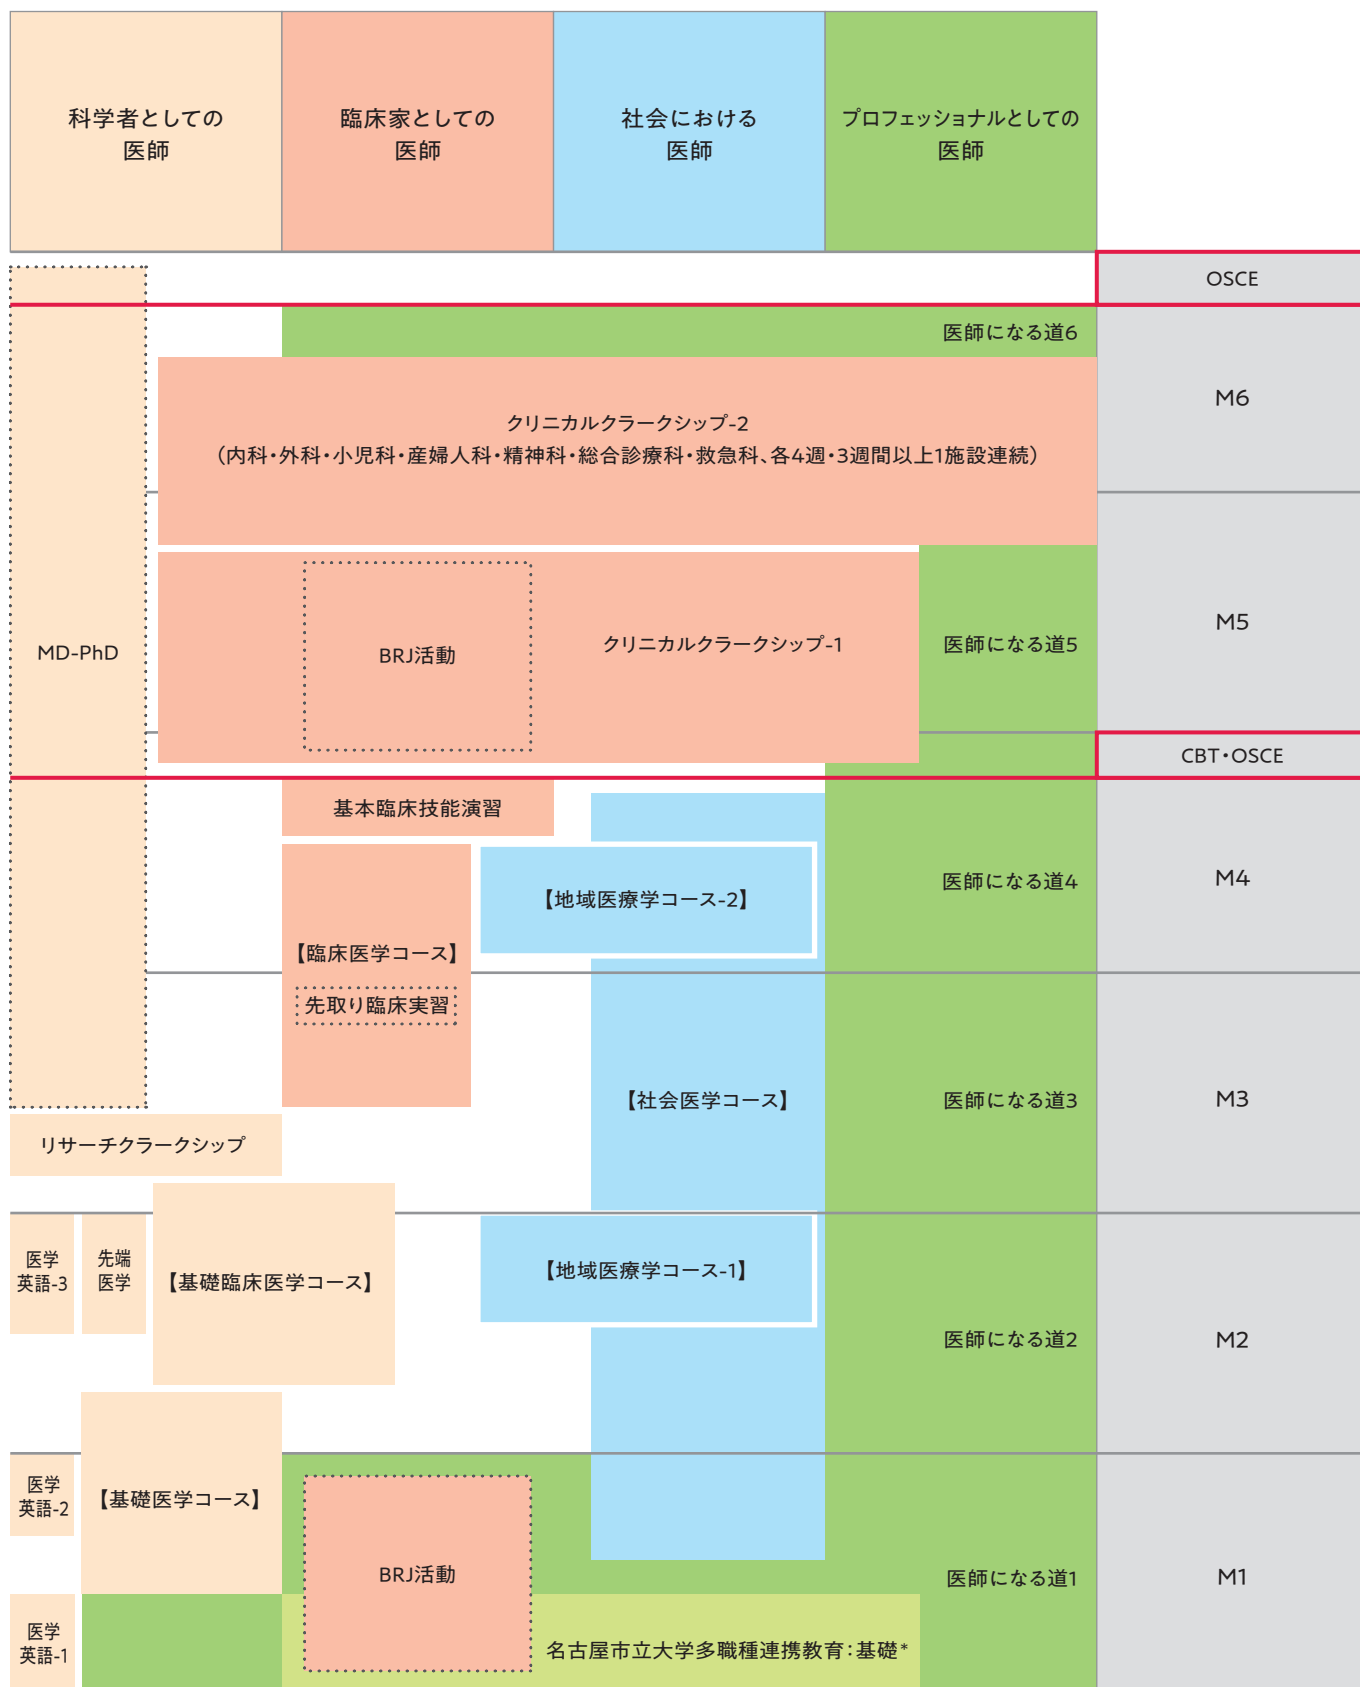 科学者としての
医師
臨床家としての
医師
社会における
医師
プロフェッショナルとしての
医師
OSCE
医師になる道6
M6
クリニカルクラークシップ-2
（内科・外科・小児科・産婦人科・精神科・総合診療科・救急科、各4週・3週間以上1施設連続）
MD-PhD
BRJ活動
クリニカルクラークシップ-1
医師になる道5
M5
CBT・OSCE
基本臨床技能演習
【地域医療学コース-2】
医師になる道4
M4
【臨床医学コース】
先取り臨床実習
【社会医学コース】
医師になる道3
M3
リサーチクラークシップ
医学
英語-3
先端
医学
【基礎臨床医学コース】
【地域医療学コース-1】
医師になる道2
M2
医学
英語-2
【基礎医学コース】
BRJ活動
医師になる道1
M1
医学
英語-1
名古屋市立大学多職種連携教育：基礎*